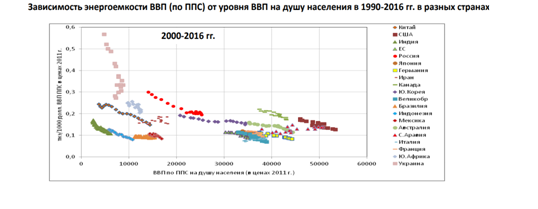 Зависимость энергоемкости ВВП (по ППС) от уровня ВВП на душу населения в 1990-2016 гг. в разных странах
2000-2016 гг.
0,6
0,5
0,4
0,3
0,2
0,1
0,0
0
10000
20000
30000
40000
50000
60000
ВВП по ППС на душу населения (в ценах 2011 г.)
Китай
США
Индия
ЕС
Россия
Япония
Германия
Иран
Канада
Ю.Корея
Великобр
Бразилия
Индонезия
Мексика
Австралия
С.Аравия
Италия
Франция
Ю.Африка
Украина